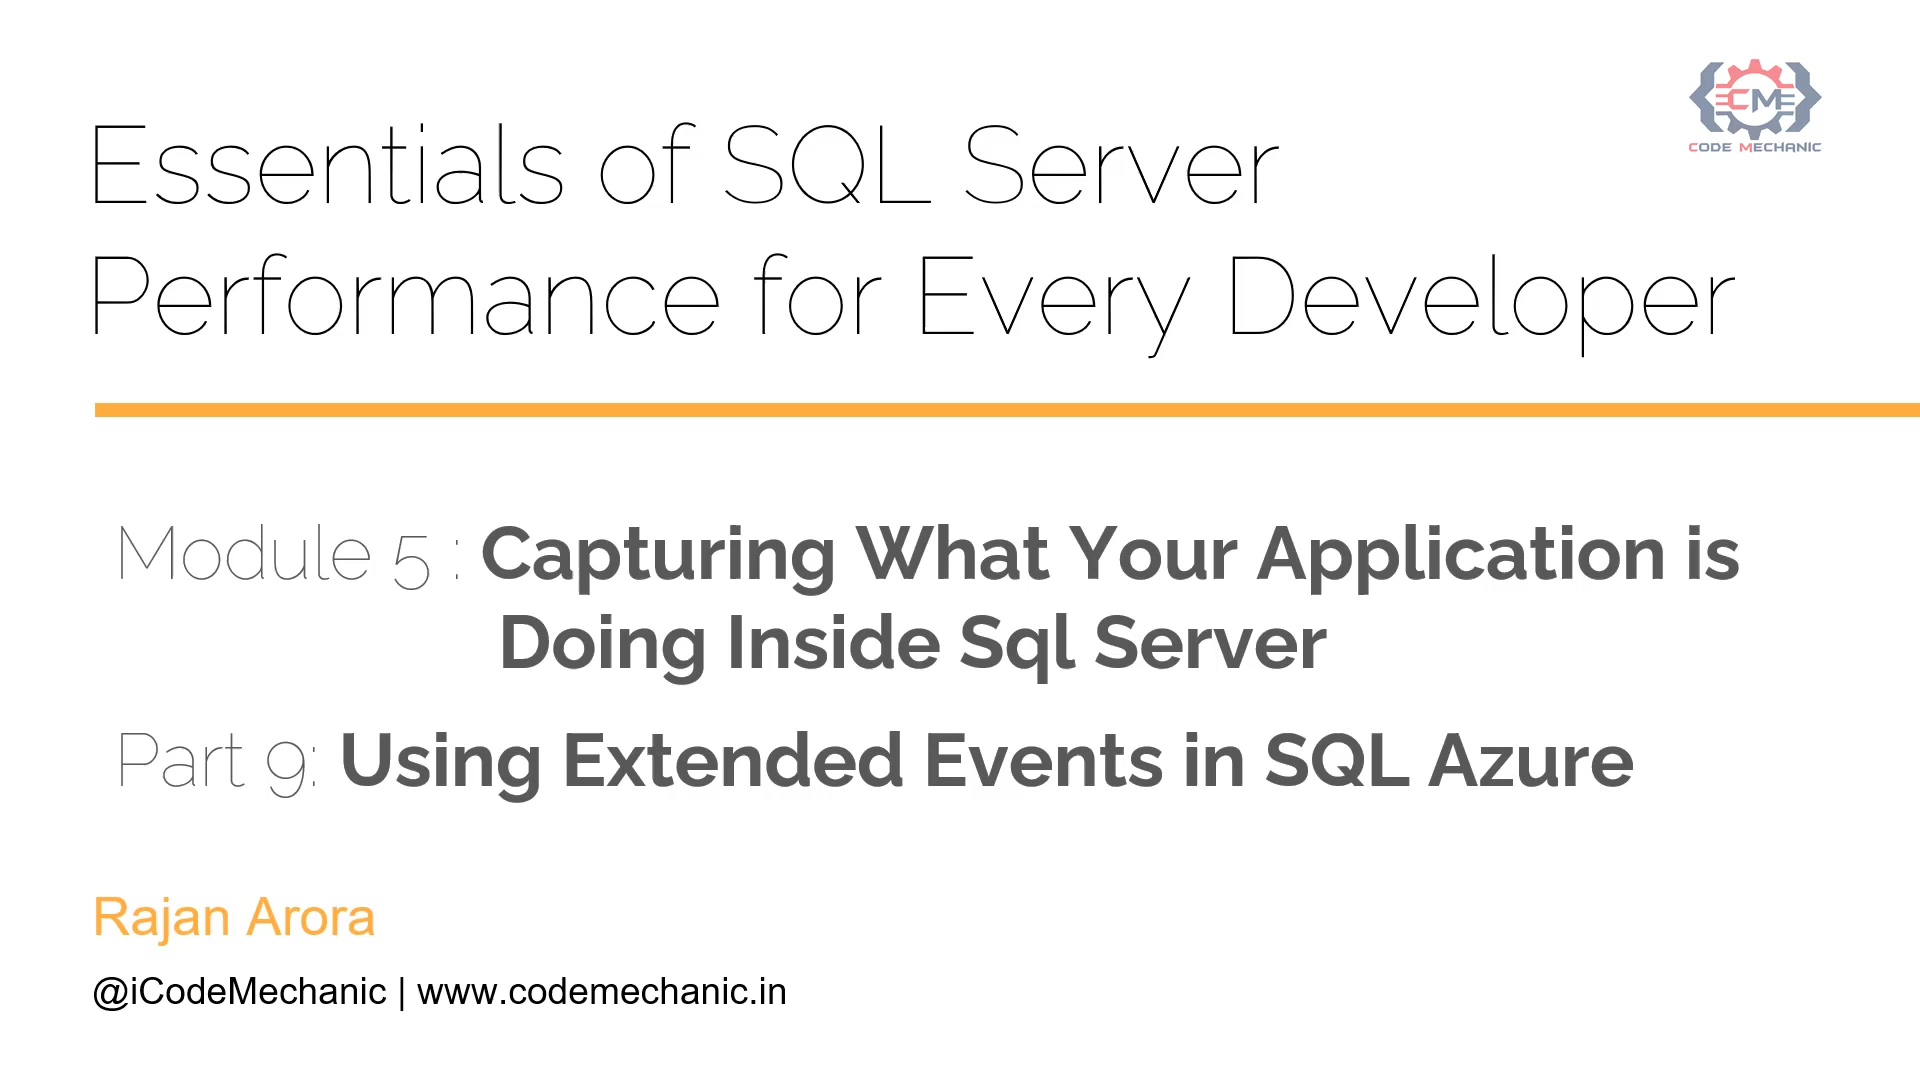 CME
CODE MECHANIC
Essentials of SQL Server
Performance for Every Developer
Module 5 : Capturing What Your Application is
Doing Inside Sql Server
Part 9: Using Extended Events in SQL Azure
Rajan Arora
@iCodeMechanic | www.codemechanic.in